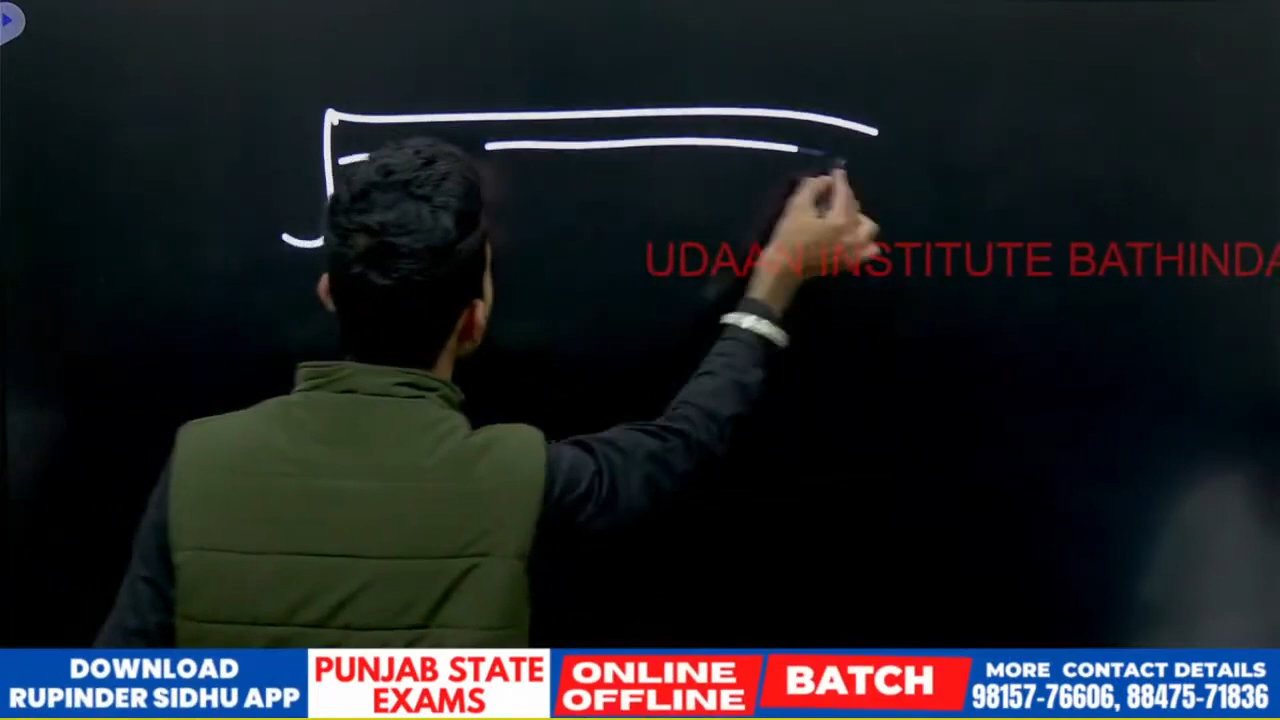 UDAAN INSTITUTE BATHINDA
DOWNLOAD
RUPINDER SIDHU APP
PUNJAB STATE
EXAMS
ONLINE
OFFLINE
BATCH
MORE CONTACT DETAILS
98157-76606, 88475-71836